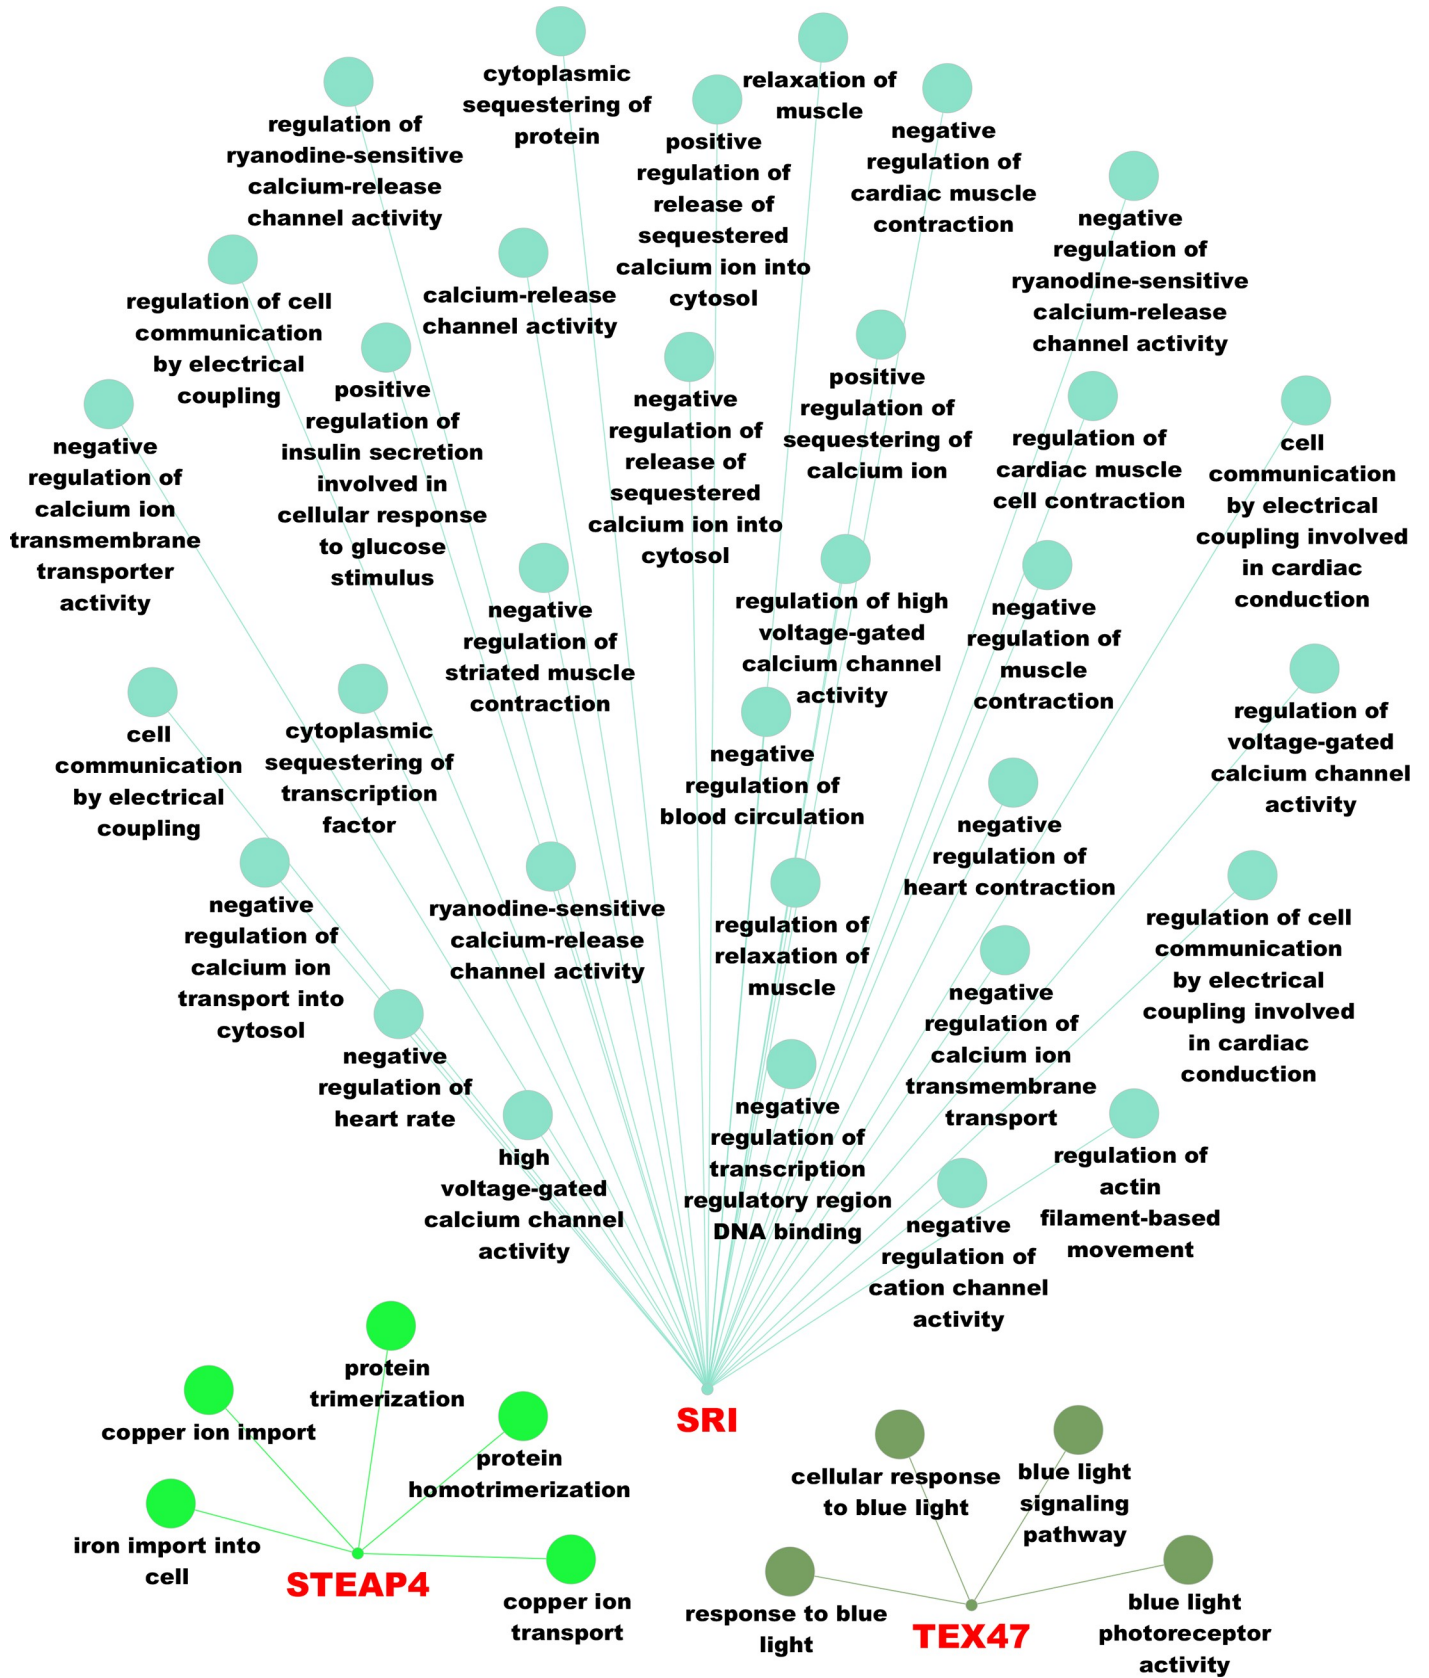 cytoplasmic
sequestering of
protein
relaxation of
muscle
regulation of
ryanodine-sensitive
calcium-release
channel activity
positive
regulation of
release of
sequestered
calcium ion into
cytosol
negative
regulation of
cardiac muscle
contraction
negative
regulation of
ryanodine-sensitive
calcium-release
channel activity
regulation of cell
communication
by electrical
coupling
calcium-release
channel activity
positive
regulation of
insulin secretion
involved in
cellular response
to glucose
stimulus
negative
regulation of
release of
sequestered
calcium ion into
cytosol
positive
regulation of
sequestering of
calcium ion
regulation of
cardiac muscle
cell contraction
cell
communication
by electrical
coupling involved
in cardiac
conduction
negative
regulation of
calcium ion
transmembrane
transporter
activity
negative
regulation of
striated muscle
contraction
regulation of high
voltage-gated
calcium channel
activity
negative
regulation of
muscle
contraction
regulation of
voltage-gated
calcium channel
activity
cell
communication
by electrical
coupling
cytoplasmic
sequestering of
transcription
factor
negative
regulation of
blood circulation
negative
regulation of
heart contraction
negative
regulation of
calcium ion
transport into
cytosol
ryanodine-sensitive
calcium-release
channel activity
regulation of
relaxation of
muscle
regulation of cell
communication
by electrical
coupling involved
in cardiac
conduction
negative
regulation of
calcium ion
transmembrane
transport
negative
regulation of
heart rate
high
voltage-gated
calcium channel
activity
negative
regulation of
transcription
regulatory region
DNA binding
regulation of
actin
filament-based
movement
negative
regulation of
cation channel
activity
SRI
protein
trimerization
copper ion import
protein
homotrimerization
iron import into
cell
STEAP4
copper ion
transport
cellular response
to blue light
blue light
signaling
pathway
response to blue
light
TEX47
blue light
photoreceptor
activity